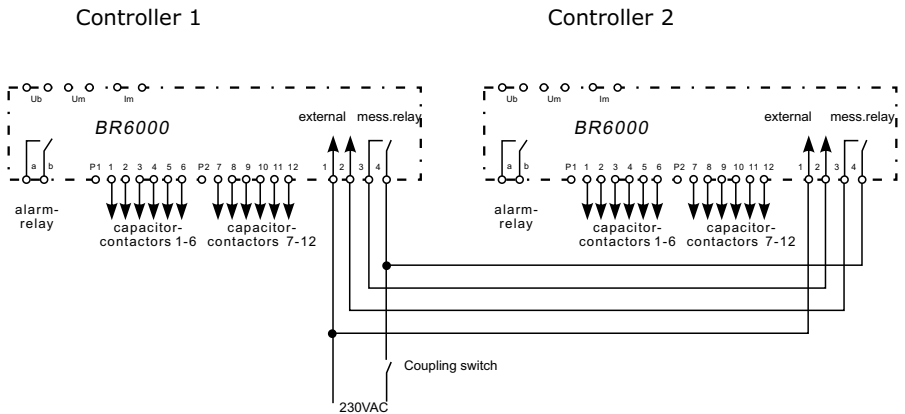 Controller 1
Controller 2
Ub Um Im
external mess.relay
BR6000
a b P1 1 2 3 4 5 6 P2 7 8 9 10 11 12 1 2 3 4
alarm-
relay
capacitor-
contactors 1-6
capacitor-
contactors 7-12
Ub Um Im
external mess.relay
BR6000
a b P1 1 2 3 4 5 6 P2 7 8 9 10 11 12 1 2 3 4
alarm-
relay
capacitor-
contactors 1-6
capacitor-
contactors 7-12
Coupling switch
230VAC